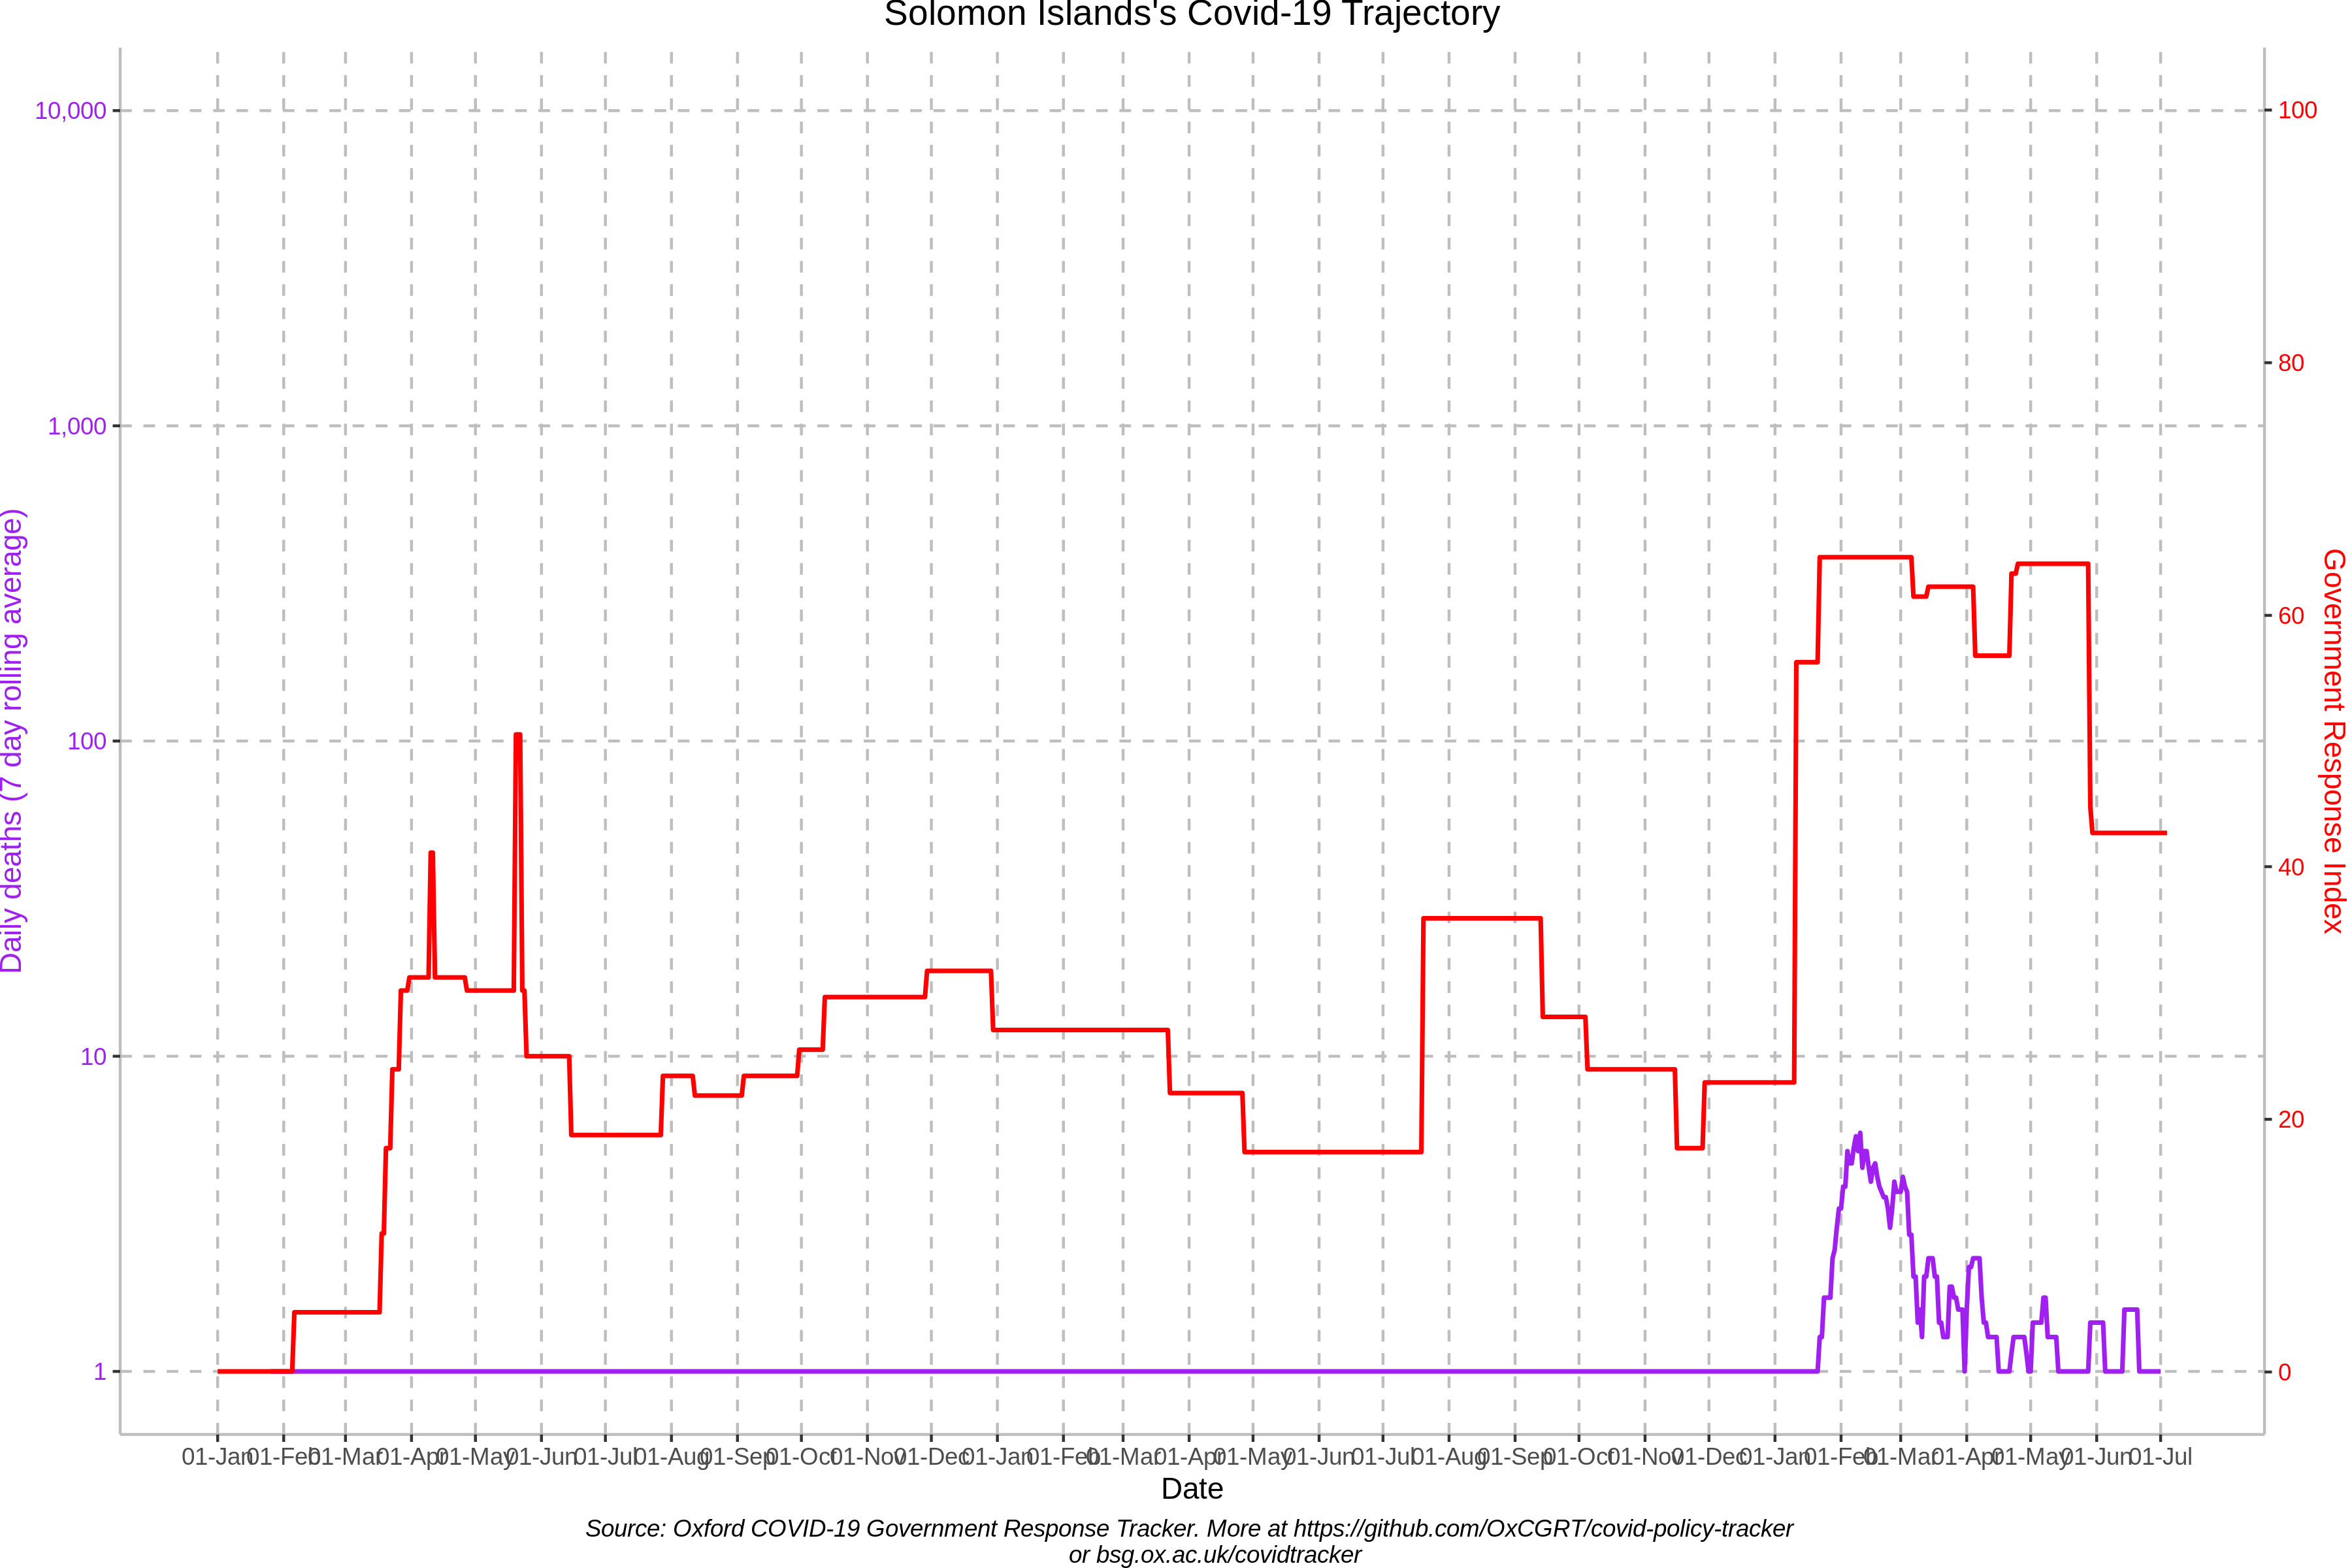 Solomon Islands's Covid-19 Trajectory
10,000
1,000
100
10
1
Daily deaths (7 day rolling average)
100
80
60
40
20
0
Government Response Index
01-Jan 01-Feb 01-Mar 01-Apr 01-May 01-Jun 01-Jul 01-Aug 01-Sep 01-Oct 01-Nov 01-Dec 01-Jan 01-Feb 01-Mar 01-Apr 01-May 01-Jun 01-Jul 01-Aug 01-Sep 01-Oct 01-Nov 01-Dec 01-Jan 01-Feb 01-Mar 01-Apr 01-May 01-Jun 01-Jul
Date
Source: Oxford COVID-19 Government Response Tracker. More at https://github.com/OxCGRT/covid-policy-tracker
or bsg.ox.ac.uk/covidtracker